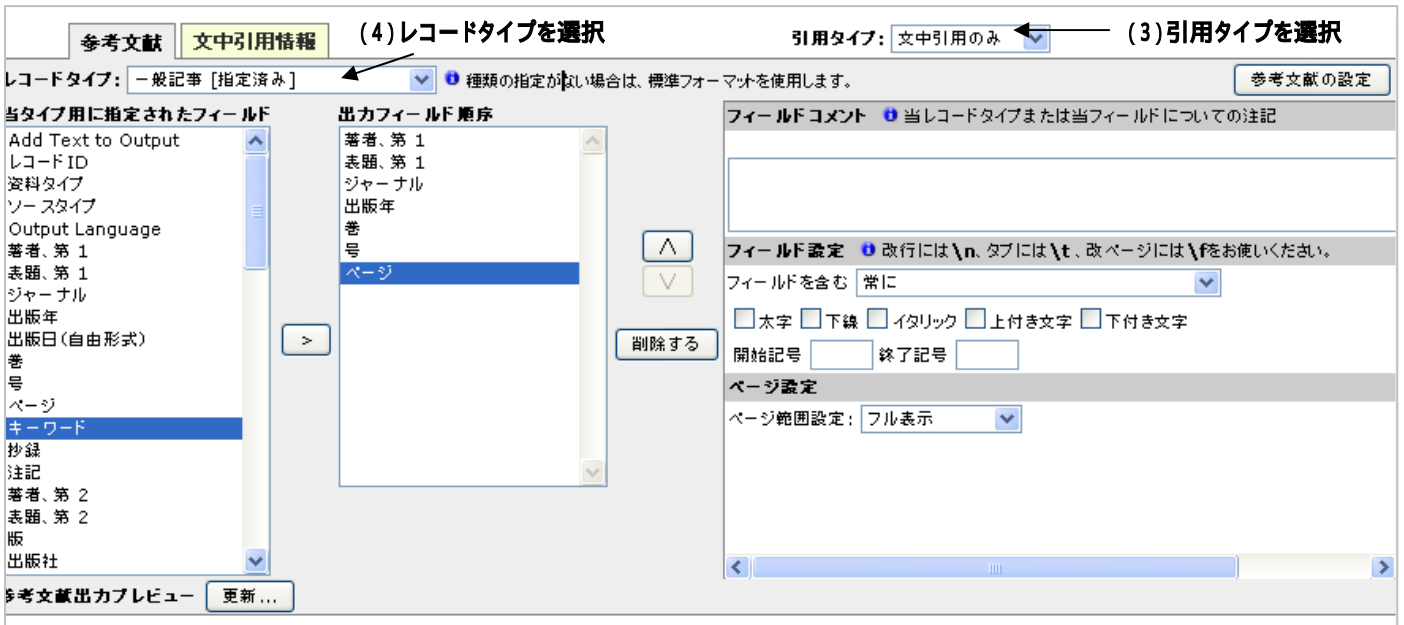 参考文献 文中引用情報 (4)レコードタイプを選択 引用タイプ: 文中引用のみ (3)引用タイプを選択
レコードタイプ: 一般記事 [指定済み] 種類の指定がない場合は、標準フォーマットを使用します。 参考文献の設定
当タイプ用に指定されたフィールド
Add Text to Output
レコードID
資料タイプ
ソースタイプ
Output Language
著者、第 1
表題、第 1
ジャーナル
出版年
出版日(自由形式)
巻
号
ページ
キーワード
抄録
注記
著者、第 2
表題、第 2
版
出版社
>
出力フィールド順序
著者、第 1
表題、第 1
ジャーナル
出版年
巻
号
ページ
削除する
フィールドコメント 当レコードタイプまたは当フィールドについての注記
フィールド設定 改行には\n、タブには\t、改ページには\fをお使いください。
フィールドを含む 常に
太字 下線 イタリック 上付き文字 下付き文字
開始記号 終了記号
ページ設定
ページ範囲設定: フル表示
参考文献出力プレビュー 更新...